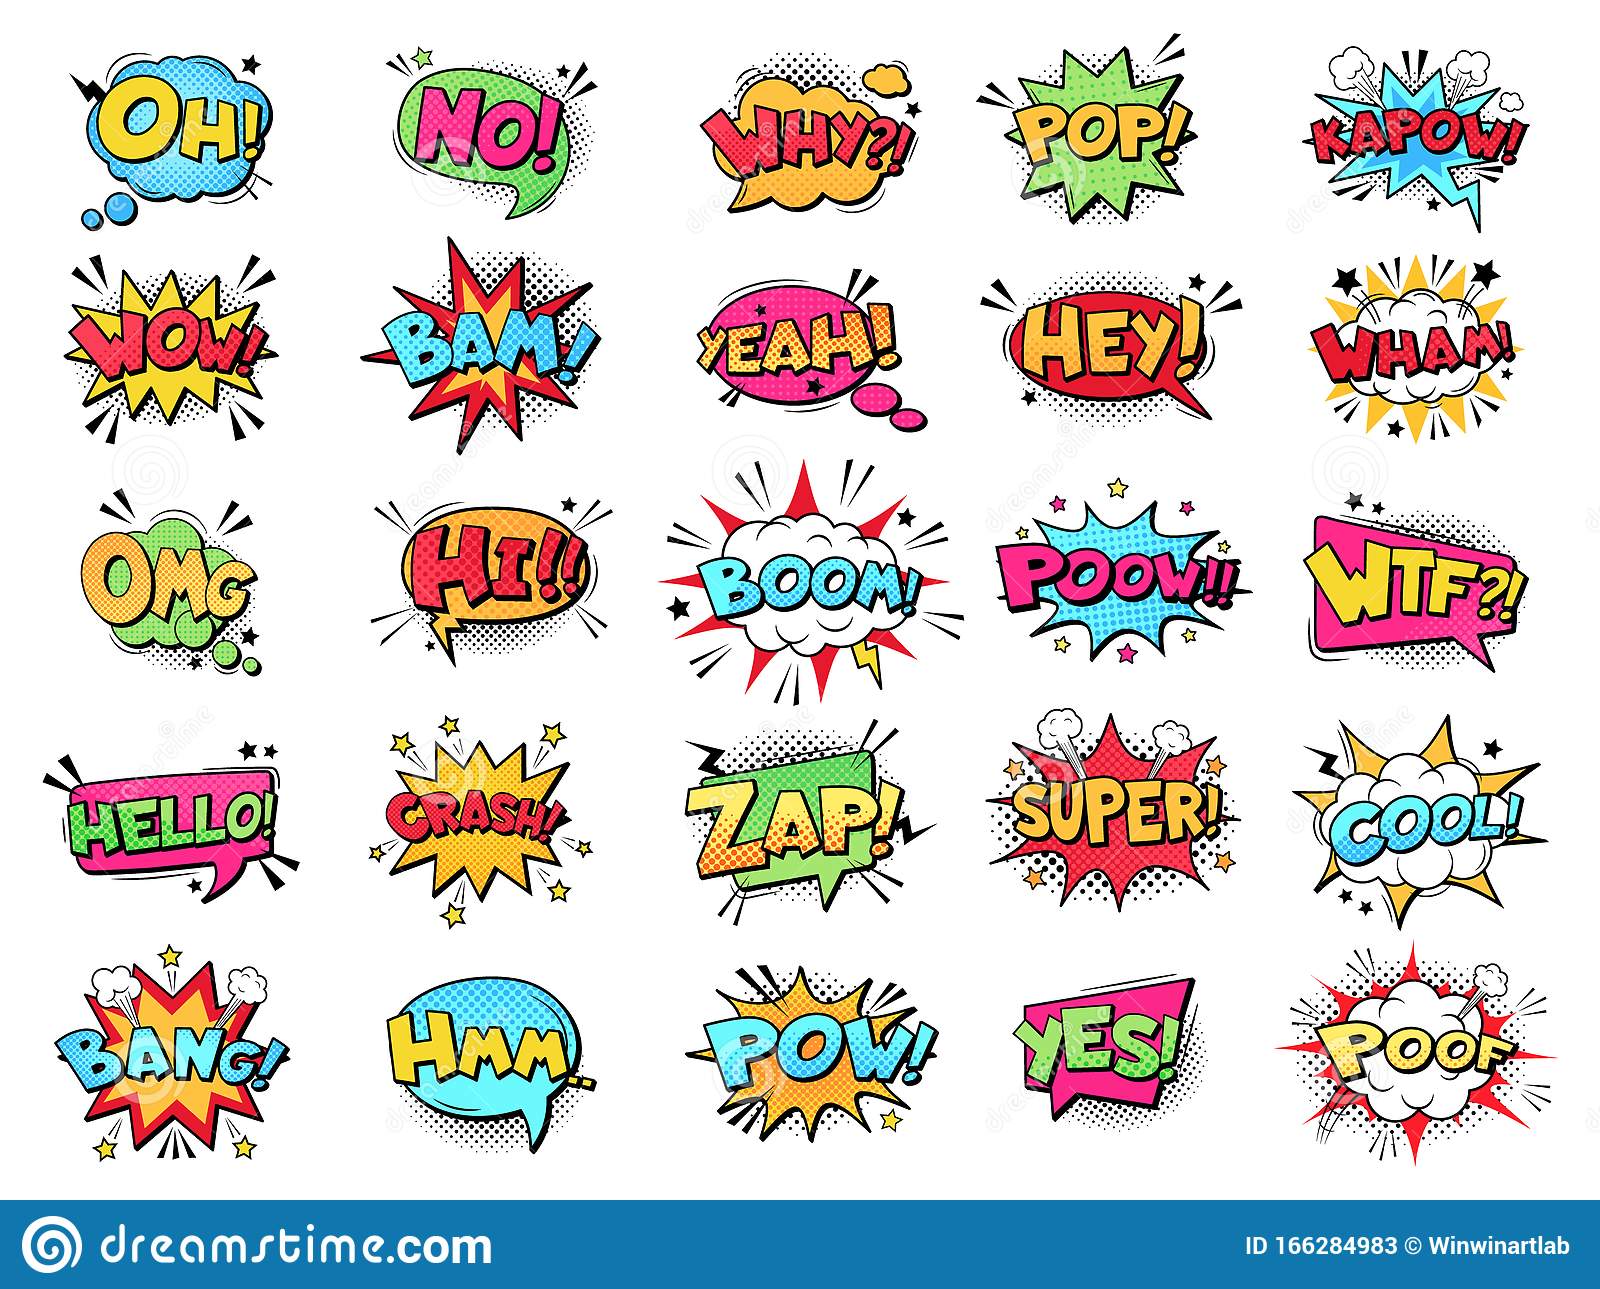 OH! NO! WHY?! POP! KAPOW!
WOW! BAM! YEAH! HEY! WHAM!
OMG HI!! BOOM! POOW!! WTF?!
HELLO! CRASH! ZAP! SUPER! COOL!
BANG! HMM... POW! YES! POOF
dreamstime.com
ID 166284983 © Winwinartlab